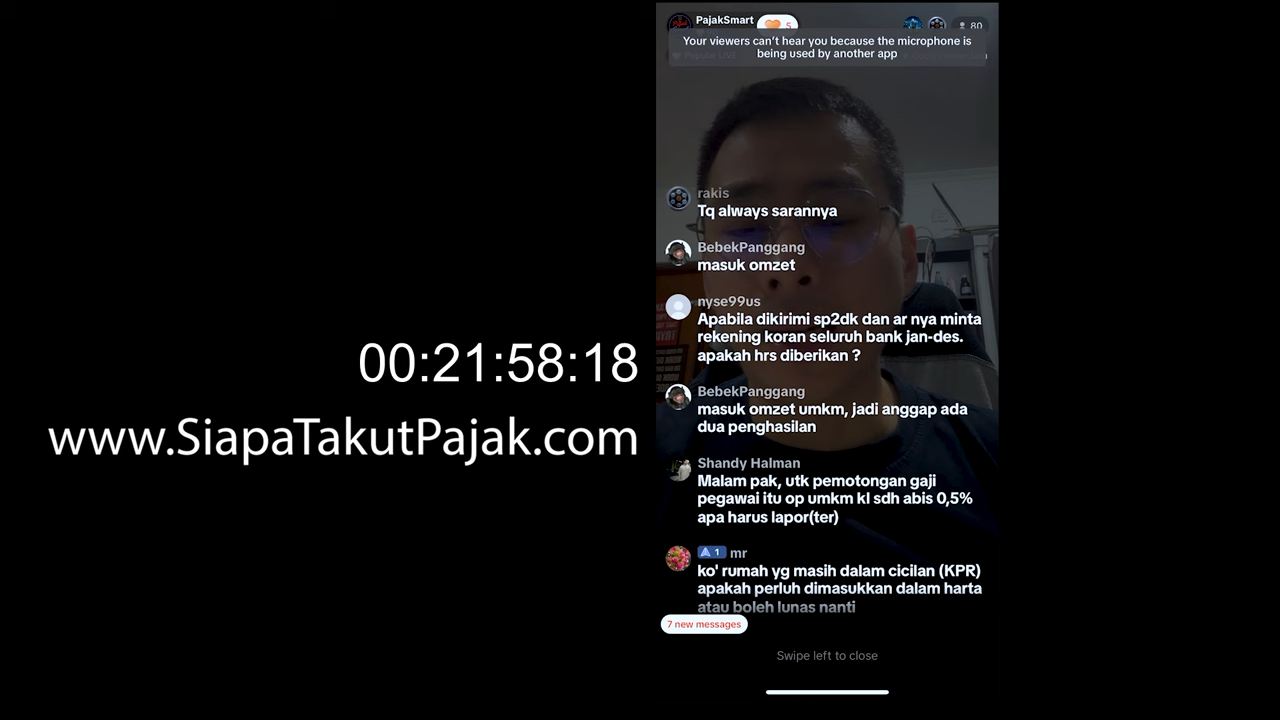 00:21:58:18
www.SiapaTakutPajak.com
PajakSmart
5
80
Your viewers can’t hear you because the microphone is
being used by another app
rakis
Tq always sarannya
BebekPanggang
masuk omzet
nyse99us
Apabila dikirimi sp2dk dan ar nya minta
rekening koran seluruh bank jan-des.
apakah hrs diberikan ?
BebekPanggang
masuk omzet umkm, jadi anggap ada
dua penghasilan
Shandy Halman
Malam pak, utk pemotongan gaji
pegawai itu op umkm kl sdh abis 0,5%
apa harus lapor(ter)
1 mr
ko' rumah yg masih dalam cicilan (KPR)
apakah perluh dimasukkan dalam harta
atau boleh lunas nanti
7 new messages
Swipe left to close